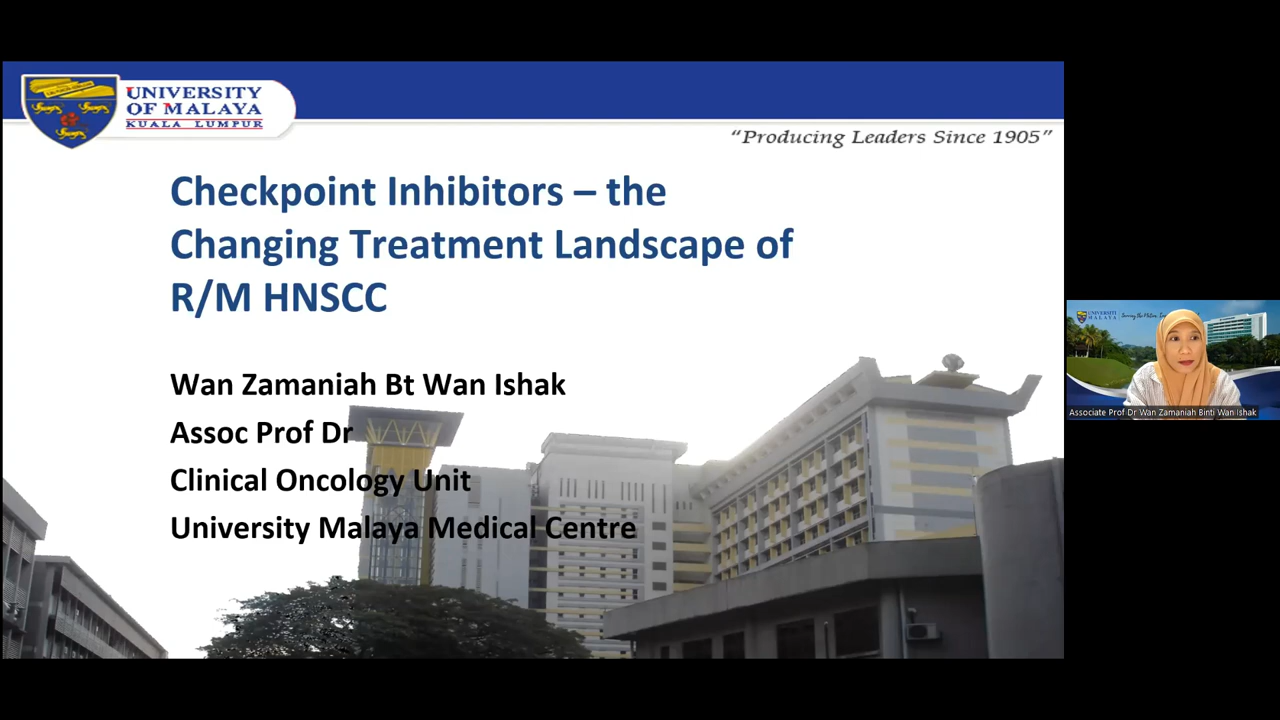 UNIVERSITY
OF MALAYA
KUALA LUMPUR
"Producing Leaders Since 1905"
Checkpoint Inhibitors – the
Changing Treatment Landscape of
R/M HNSCC
Wan Zamaniah Bt Wan Ishak
Assoc Prof Dr
Clinical Oncology Unit
University Malaya Medical Centre
UNIVERSITI
MALAYA
Associate Prof Dr Wan Zamaniah Binti Wan Ishak